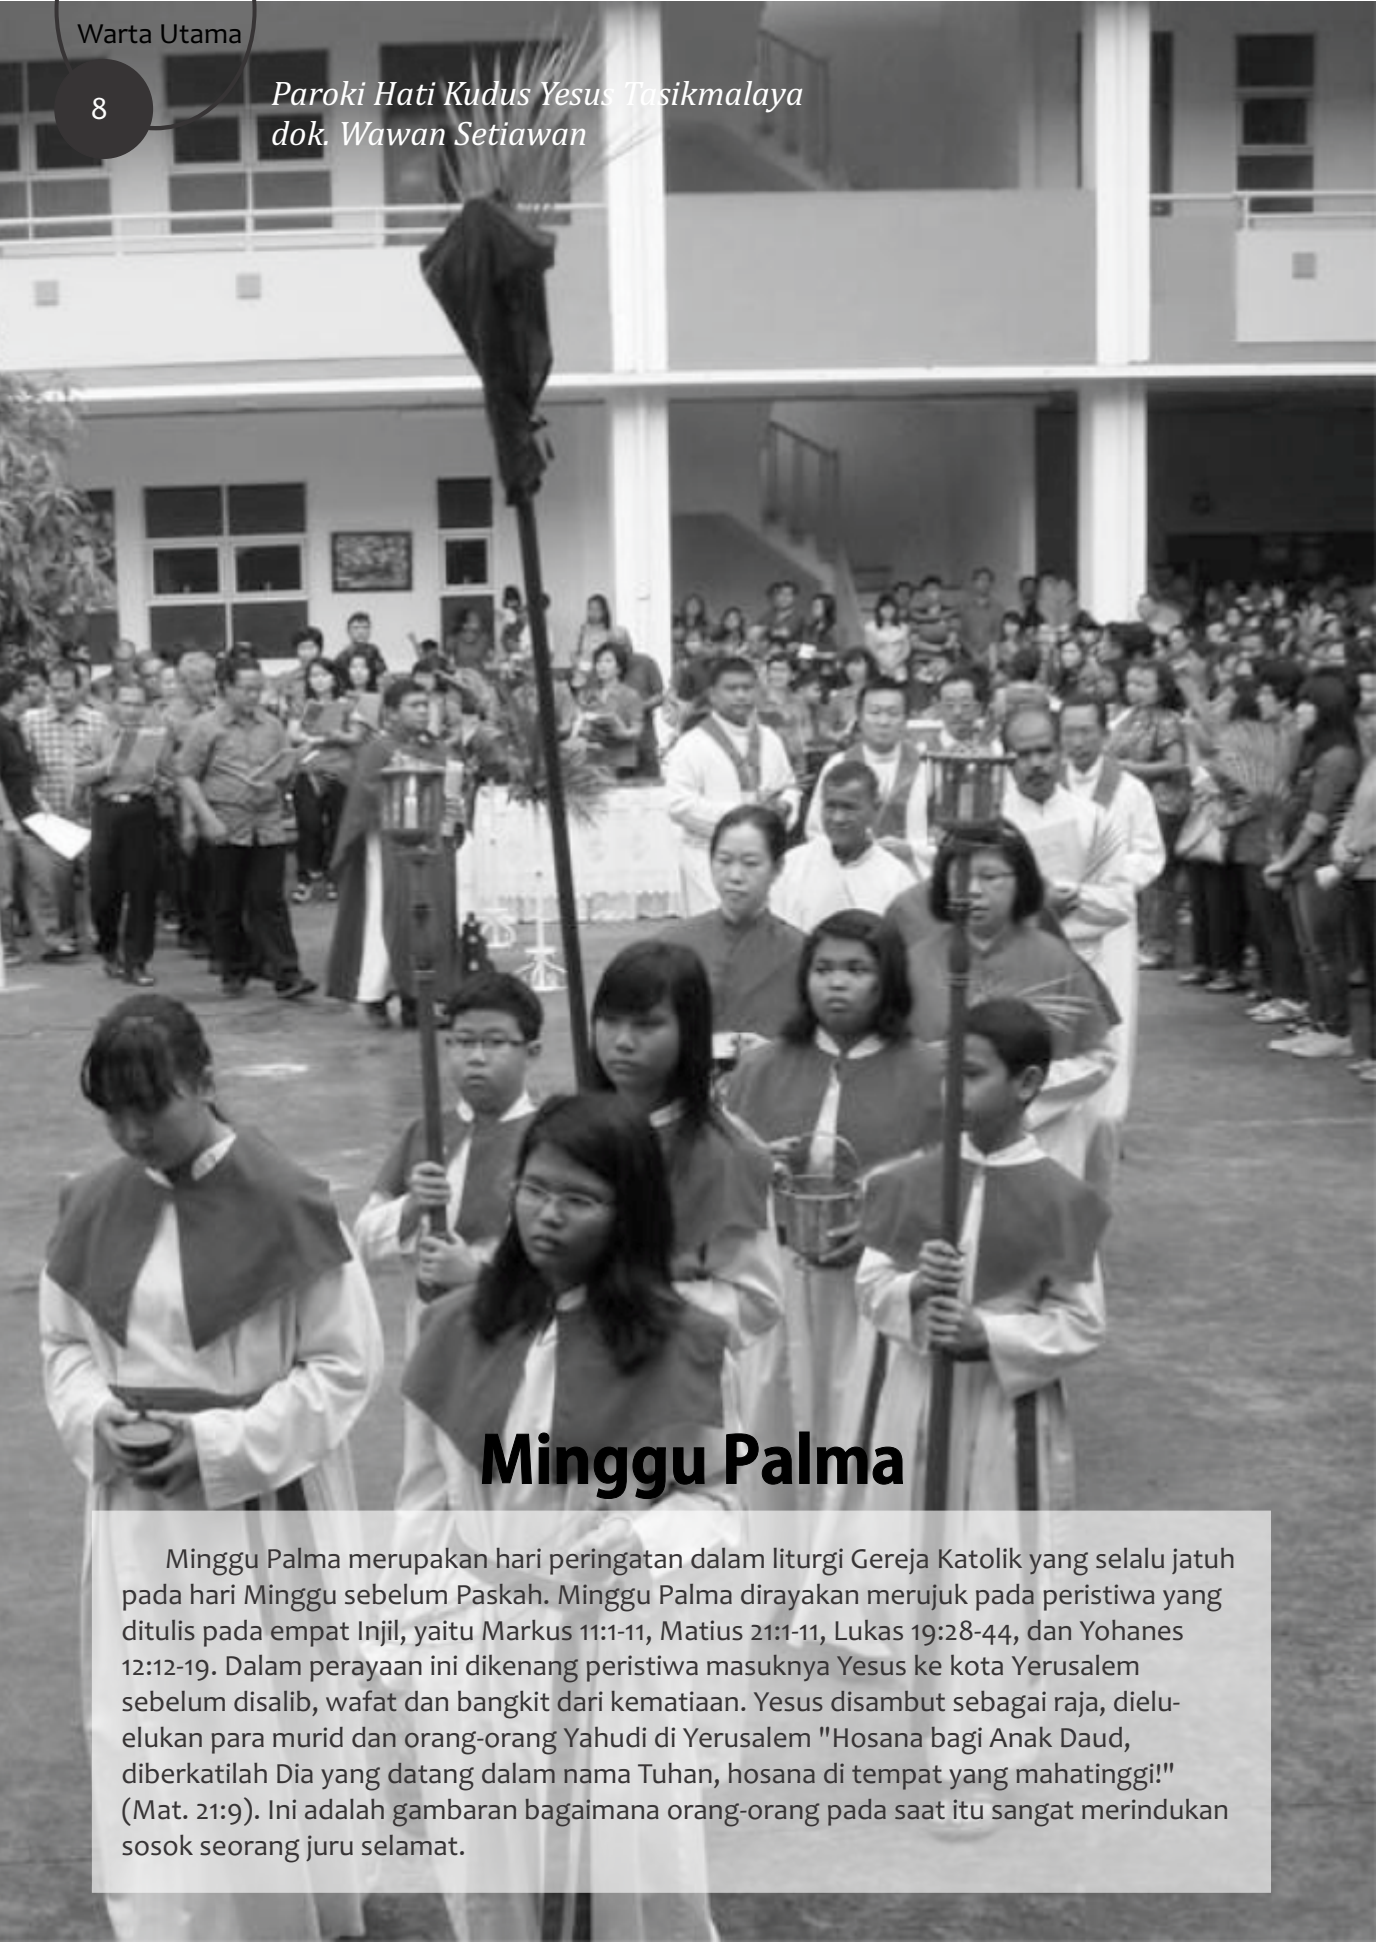 Warta Utama
8
Paroki Hati Kudus Yesus Tasikmalaya
dok. Wawan Setiawan
Minggu Palma
Minggu Palma merupakan hari peringatan dalam liturgi Gereja Katolik yang selalu jatuh
pada hari Minggu sebelum Paskah. Minggu Palma dirayakan merujuk pada peristiwa yang
ditulis pada empat Injil, yaitu Markus 11:1-11, Matius 21:1-11, Lukas 19:28-44, dan Yohanes
12:12-19. Dalam perayaan ini dikenang peristiwa masuknya Yesus ke kota Yerusalem
sebelum disalib, wafat dan bangkit dari kematiaan. Yesus disambut sebagai raja, dielu-
elukan para murid dan orang-orang Yahudi di Yerusalem "Hosana bagi Anak Daud,
diberkatilah Dia yang datang dalam nama Tuhan, hosana di tempat yang mahatinggi!"
(Mat. 21:9). Ini adalah gambaran bagaimana orang-orang pada saat itu sangat merindukan
sosok seorang juru selamat.